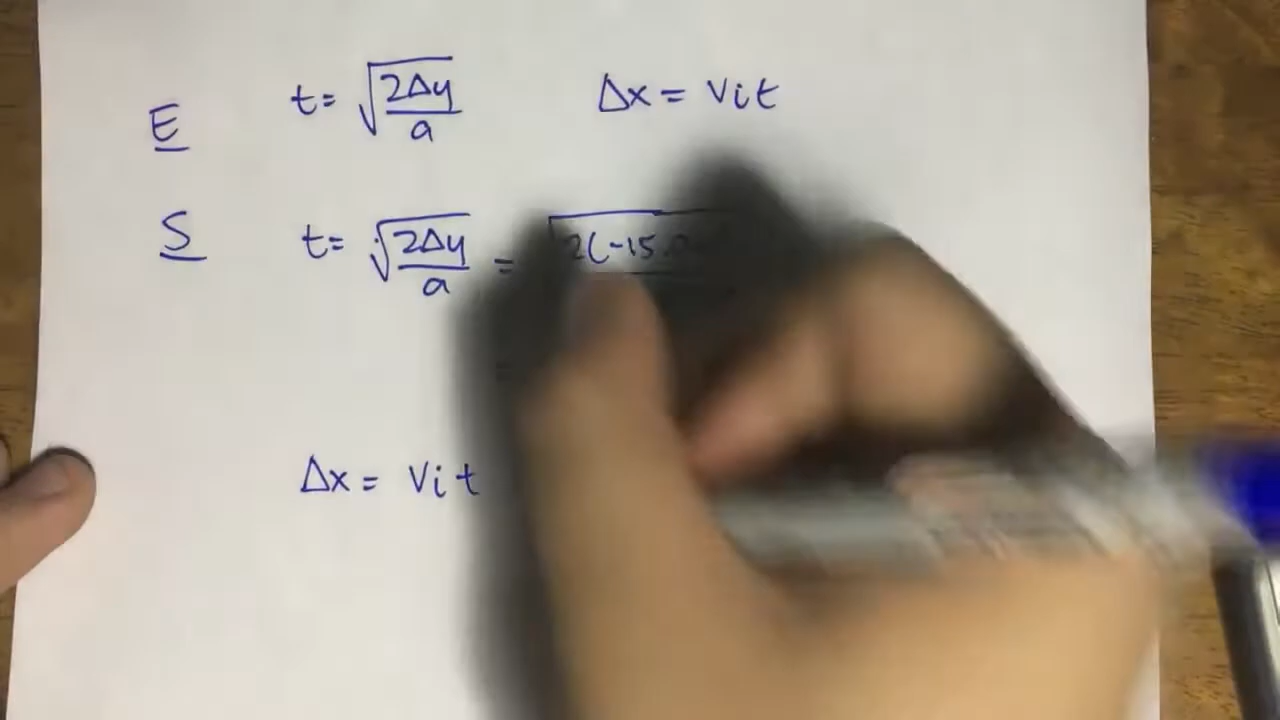 E t = √(2Δy/a) Δx = Vit
S t = √(2Δy/a) = √2(-15.
Δx = Vit